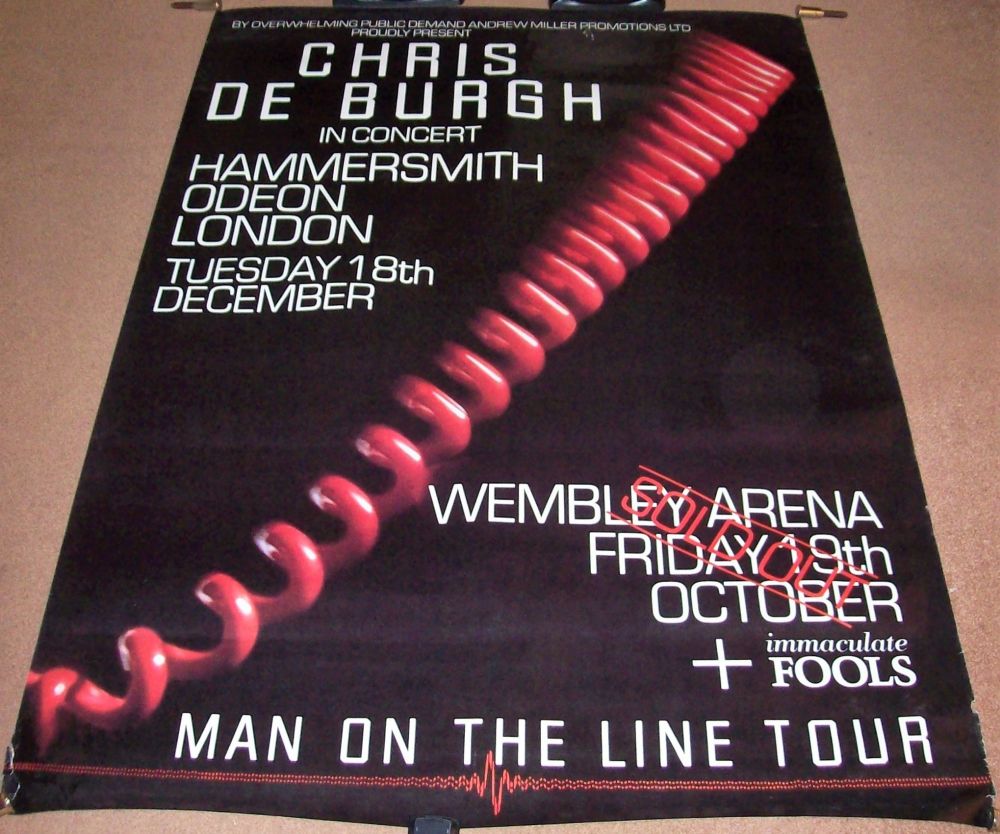 BY OVERWHELMING PUBLIC DEMAND ANDREW MILLER PROMOTIONS LTD
PROUDLY PRESENT
CHRIS
DE BURGH
IN CONCERT
HAMMERSMITH
ODEON
LONDON
TUESDAY 18th
DECEMBER
WEMBLEY ARENA
FRIDAY 19th
OCTOBER
SOLD OUT
+ immaculate
FOOLS
MAN ON THE LINE TOUR